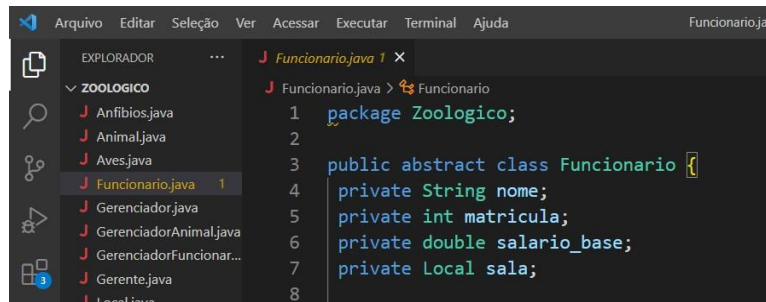 Arquivo Editar Seleção Ver Acessar Executar Terminal Ajuda Funcionario.ja
EXPLORADOR ... J Funcionario.java 1 ×
ZOOLOGICO J Funcionario.java > Funcionario
J Anfíbios.java
J Animal.java
J Aves.java
J Funcionario.java 1
J Gerenciador.java
J GerenciadorAnimal.java
J GerenciadorFuncionar...
J Gerente.java
J Local.java
3
1 package Zoologico;
2
3 public abstract class Funcionario {
4 private String nome;
5 private int matricula;
6 private double salario_base;
7 private Local sala;
8